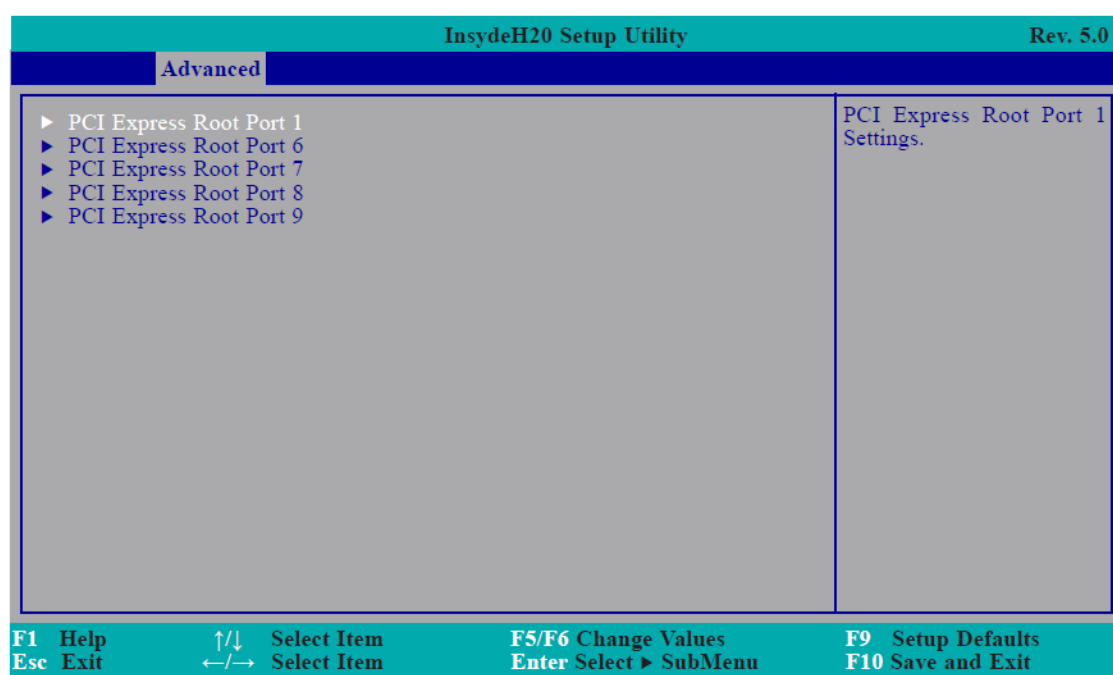 InsydeH20 Setup Utility Rev. 5.0
Advanced
► PCI Express Root Port 1
► PCI Express Root Port 6
► PCI Express Root Port 7
► PCI Express Root Port 8
► PCI Express Root Port 9
PCI Express Root Port 1
Settings.
F1 Help ↑/↓ Select Item F5/F6 Change Values F9 Setup Defaults
Esc Exit ←/→ Select Item Enter Select ► SubMenu F10 Save and Exit